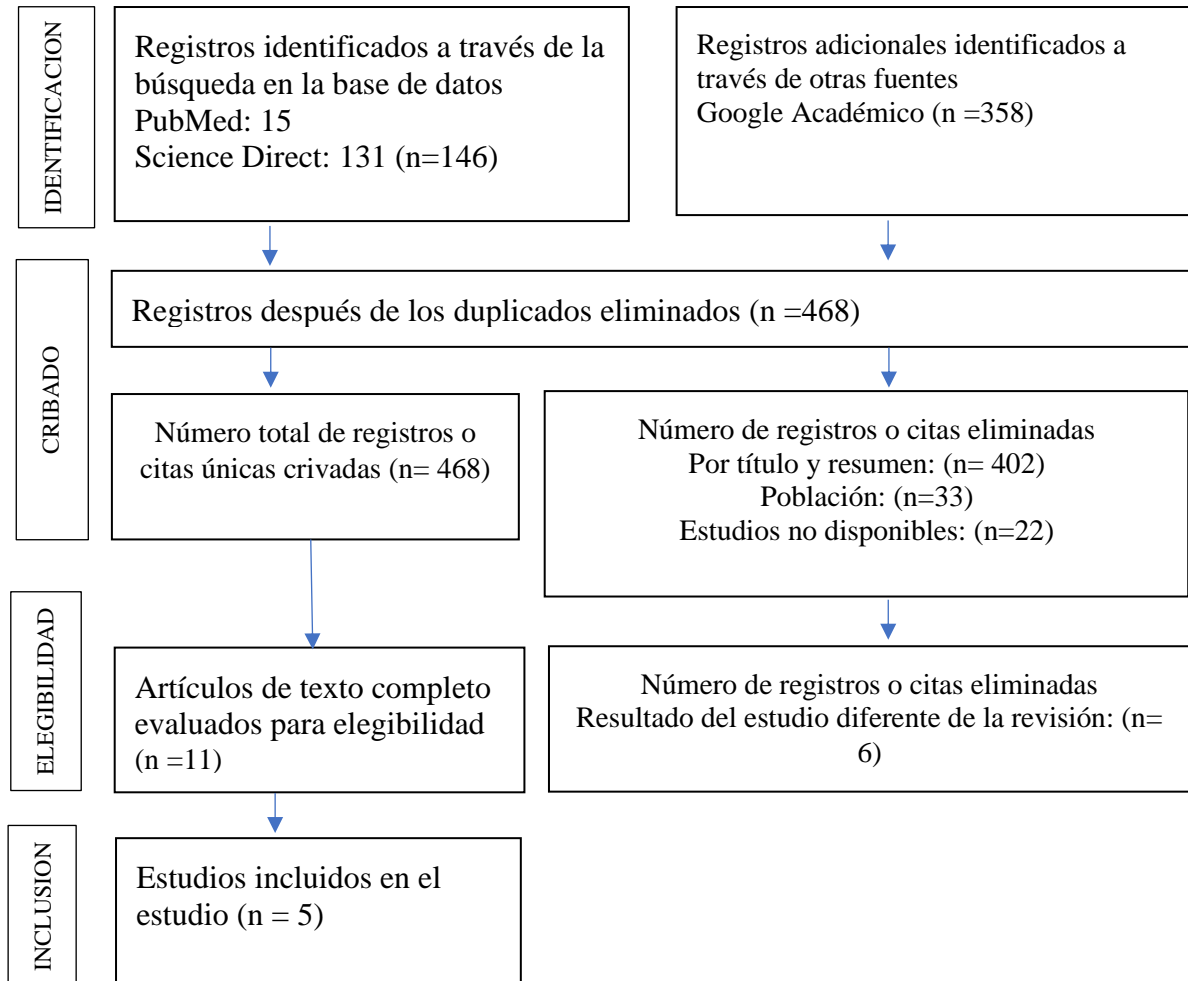 IDENTIFICACION
Registros identificados a través de la
búsqueda en la base de datos
PubMed: 15
Science Direct: 131 (n=146)
Registros adicionales identificados a
través de otras fuentes
Google Académico (n =358)
CRIBADO
Registros después de los duplicados eliminados (n =468)
Número total de registros o
citas únicas crivadas (n= 468)
Número de registros o citas eliminadas
Por título y resumen: (n= 402)
Población: (n=33)
Estudios no disponibles: (n=22)
ELEGIBILIDAD
Artículos de texto completo
evaluados para elegibilidad
(n =11)
Número de registros o citas eliminadas
Resultado del estudio diferente de la revisión: (n=
6)
INCLUSION
Estudios incluidos en el
estudio (n = 5)